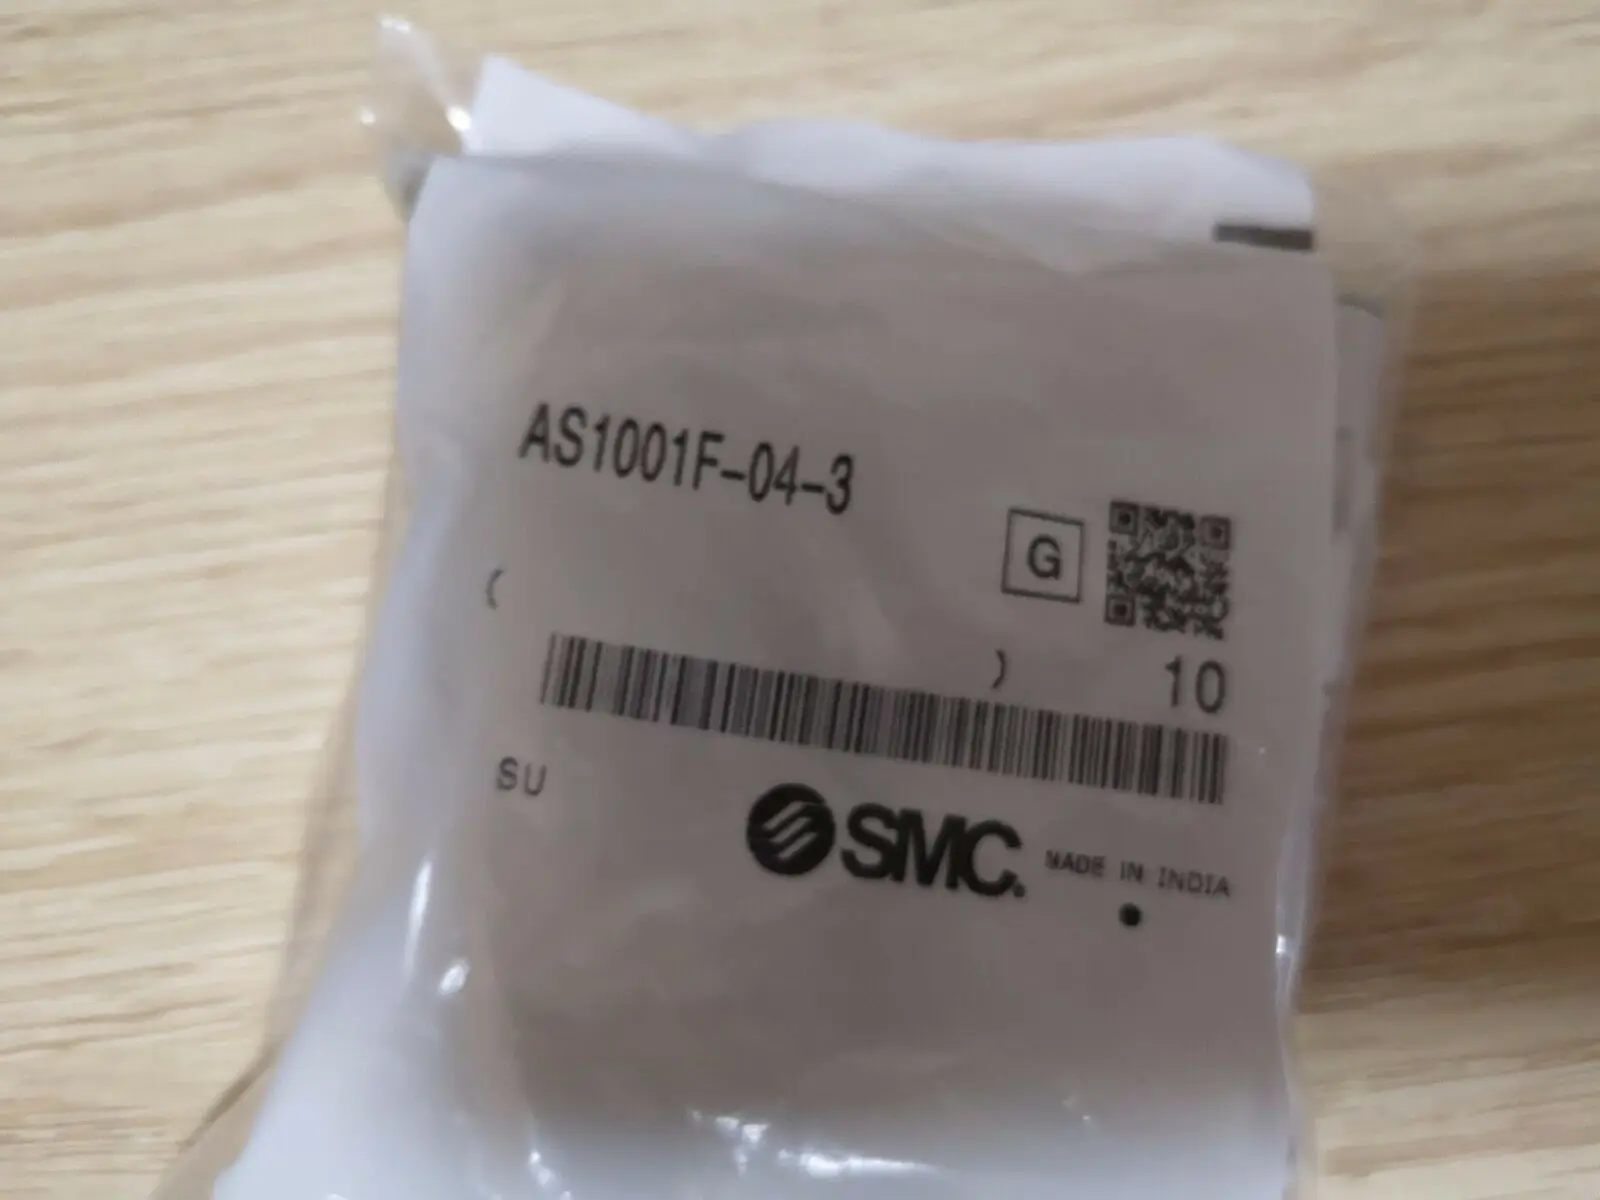 AS1001F-04-3
G
( )
10
SU
SMC. MADE IN INDIA